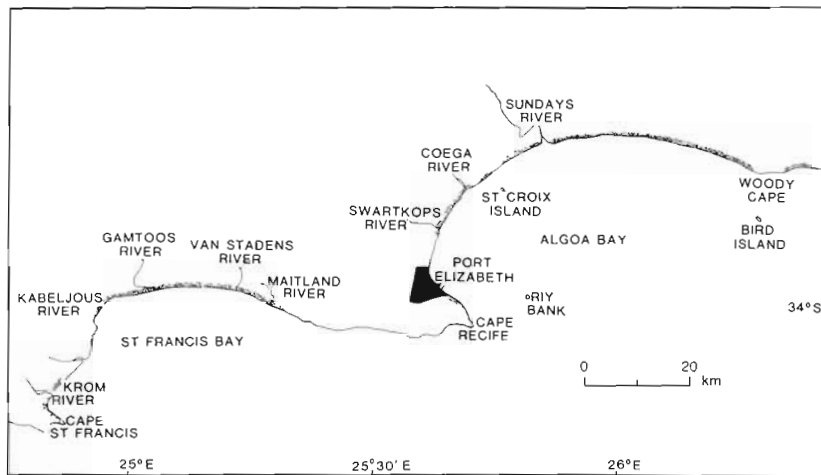 SUNDAYS
RIVER
COEGA
RIVER
ST CROIX
ISLAND
WOODY
CAPE
SWARTKOPS
RIVER
ALGOA BAY
BIRD
ISLAND
GAMTOOS
RIVER
VAN STADENS
RIVER
MAITLAND
RIVER
PORT
ELIZABETH
KABELJOUS
RIVER
RIY
BANK
34°S
ST FRANCIS BAY
CAPE
RECIFE
0 20
km
KROM
RIVER
CAPE
ST FRANCIS
25°E 25°30'E 26°E